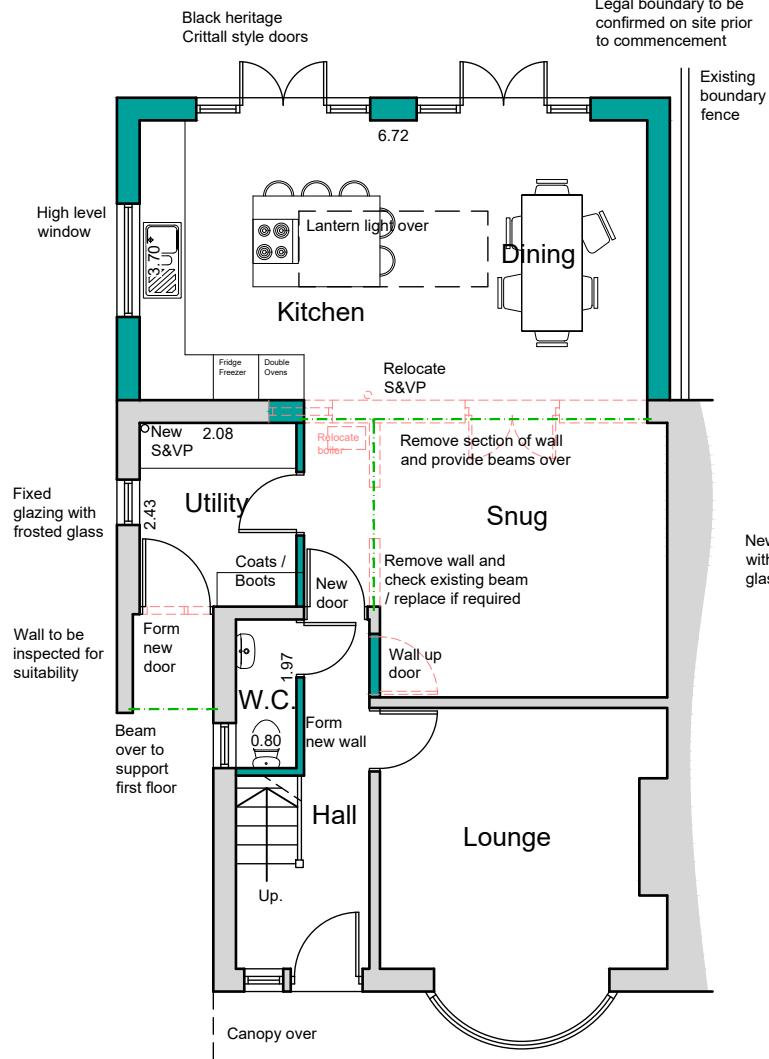 Black heritage
Crittall style doors
Legal boundary to be
confirmed on site prior
to commencement
Existing
boundary
fence
6.72
High level
window
3.70
Lantern light over
Dining
Kitchen
Fridge
Freezer
Double
Ovens
Relocate
S&VP
New
S&VP
2.08
Relocate
boiler
Remove section of wall
and provide beams over
Fixed
glazing with
frosted glass
2.43
Utility
Snug
New
with
glas
Coats /
Boots
New
door
Remove wall and
check existing beam
/ replace if required
Wall to be
inspected for
suitability
Form
new
door
1.97
Wall up
door
W.C.
Form
new wall
0.80
Beam
over to
support
first floor
Hall
Lounge
Up.
Canopy over